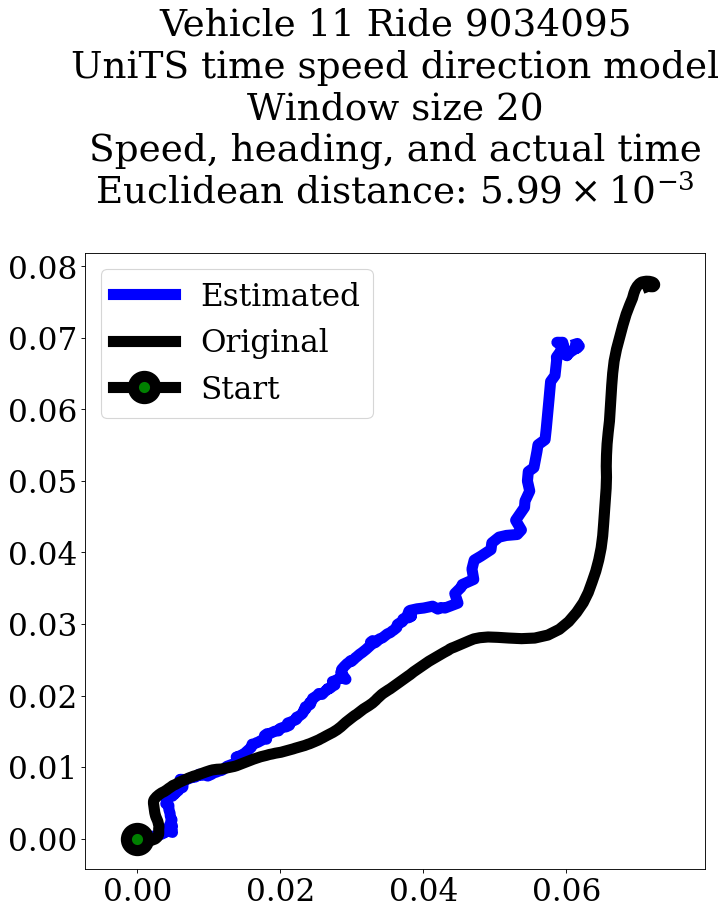 Vehicle 11 Ride 9034095
UniTS time speed direction model
Window size 20
Speed, heading, and actual time
Euclidean distance: 5.99 × 10⁻³
0.08
0.07
0.06
0.05
0.04
0.03
0.02
0.01
0.00
Estimated
Original
Start
0.00 0.02 0.04 0.06